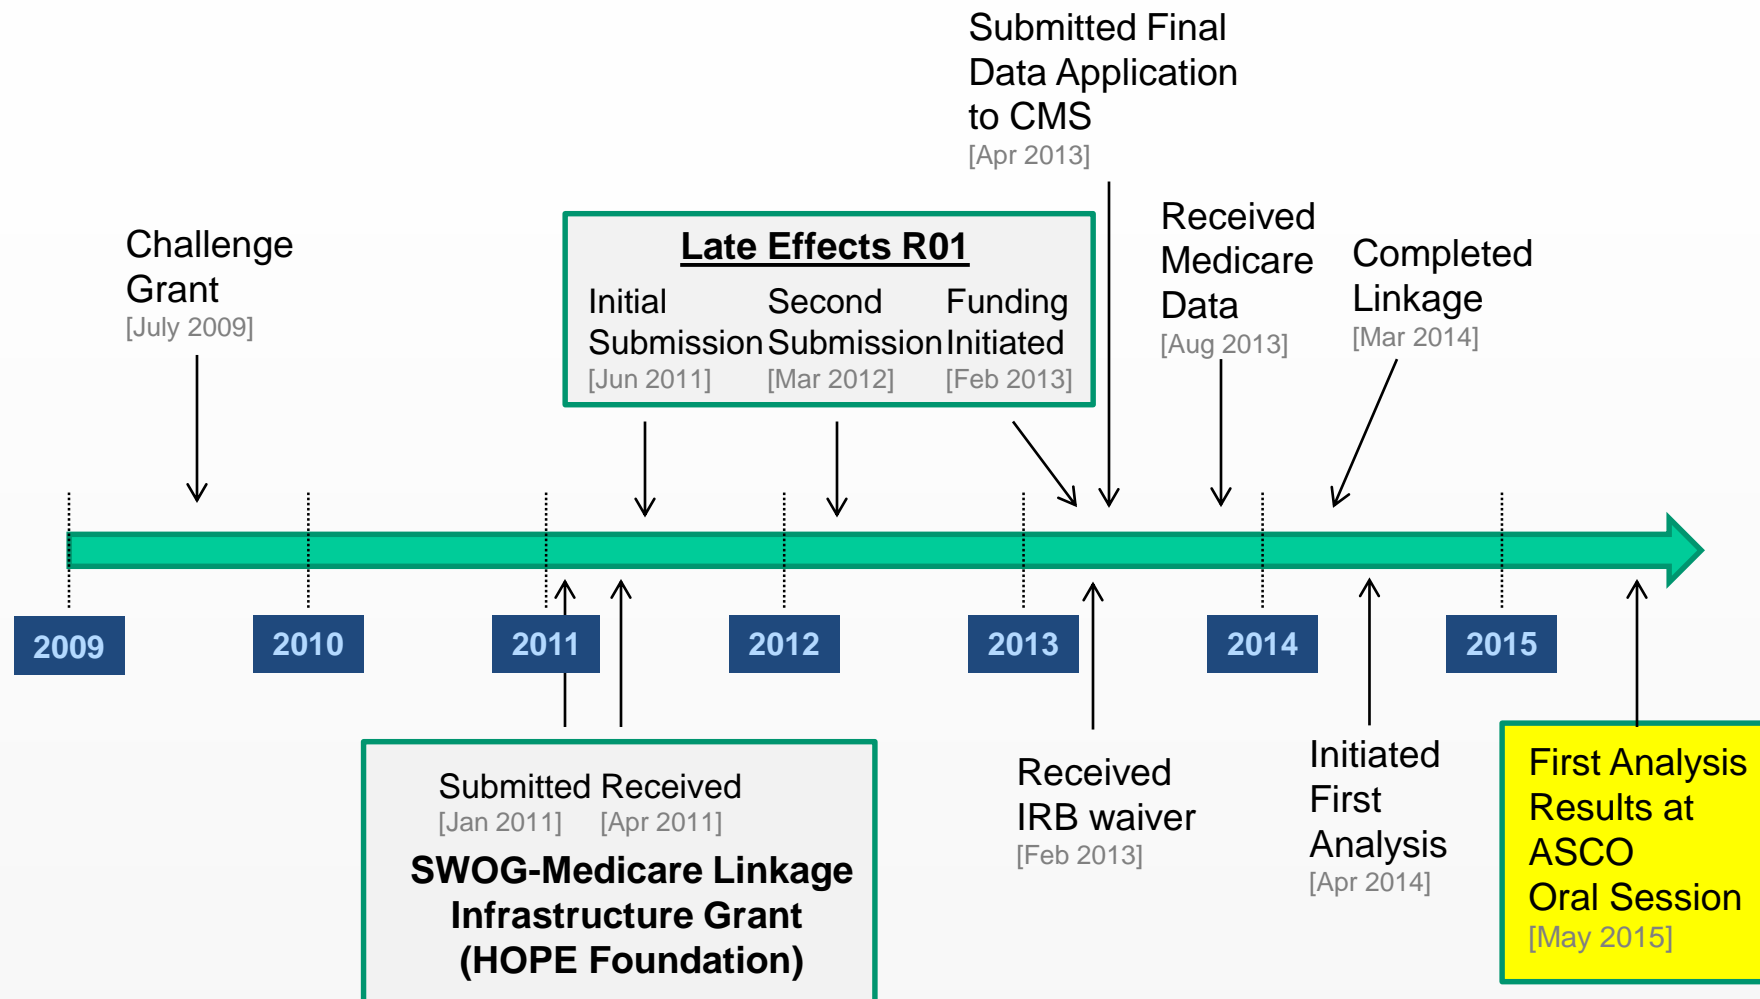 Submitted Final
Data Application
to CMS
[Apr 2013]
Challenge
Grant
[July 2009]
Late Effects R01
Initial
Submission
[Jun 2011]
Second
Submission
[Mar 2012]
Funding
Initiated
[Feb 2013]
Received
Medicare
Data
[Aug 2013]
Completed
Linkage
[Mar 2014]
2009
2010
2011
2012
2013
2014
2015
Submitted
[Jan 2011]
Received
[Apr 2011]
SWOG-Medicare Linkage
Infrastructure Grant
(HOPE Foundation)
Received
IRB waiver
[Feb 2013]
Initiated
First
Analysis
[Apr 2014]
First Analysis
Results at
ASCO
Oral Session
[May 2015]